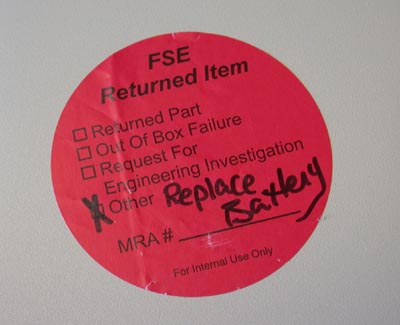 FSE
Returned Item
Returned Part
Out Of Box Failure
Request For
Engineering Investigation
X Other Replace
Battery
MRA #
For Internal Use Only